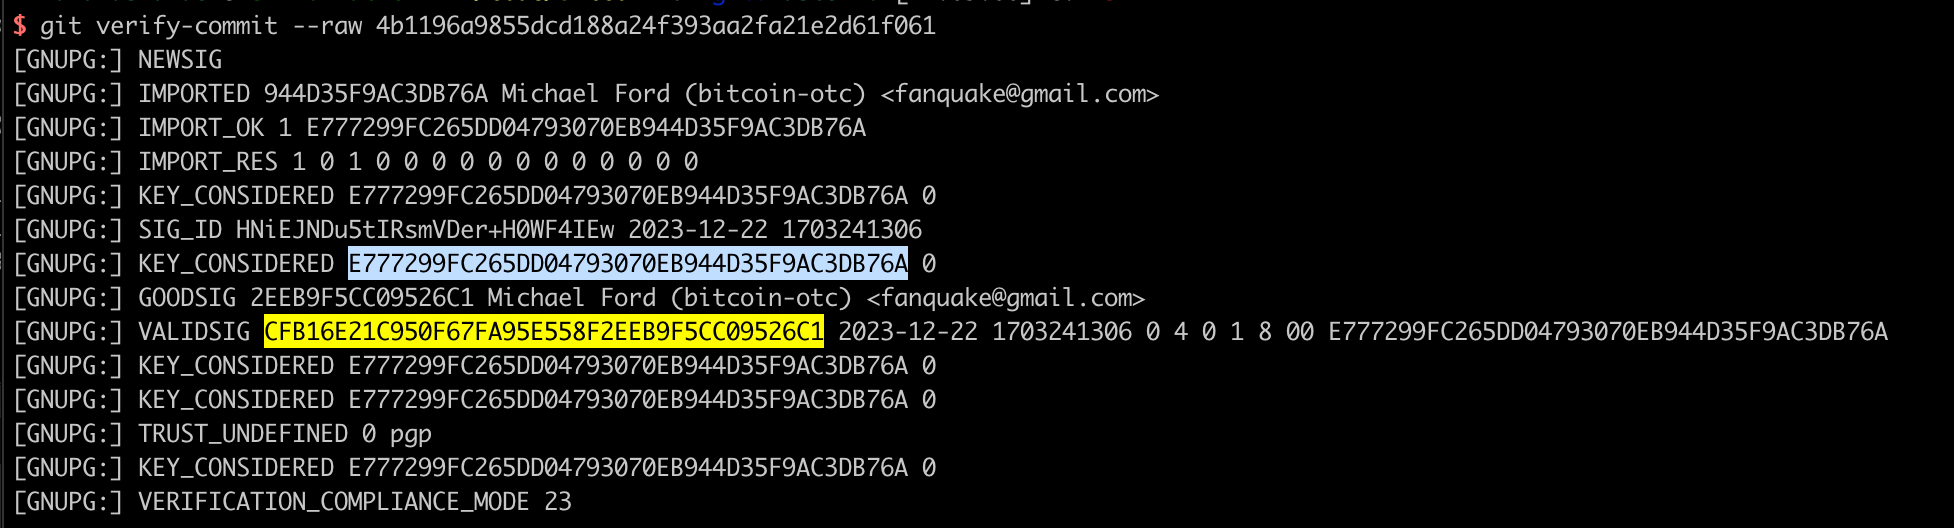 $ git verify-commit --raw 4b1196a9855dcd188a24f393aa2fa21e2d61f061
[GNUPG:] NEWSIG
[GNUPG:] IMPORTED 944D35F9AC3DB76A Michael Ford (bitcoin-otc) <fanquake@gmail.com>
[GNUPG:] IMPORT_OK 1 E777299FC265DD04793070EB944D35F9AC3DB76A
[GNUPG:] IMPORT_RES 1 0 1 0 0 0 0 0 0 0 0 0 0 0 0
[GNUPG:] KEY_CONSIDERED E777299FC265DD04793070EB944D35F9AC3DB76A 0
[GNUPG:] SIG_ID HNiEJNDu5tIRsmVDer+H0WF4IEw 2023-12-22 1703241306
[GNUPG:] KEY_CONSIDERED E777299FC265DD04793070EB944D35F9AC3DB76A 0
[GNUPG:] GOODSIG 2EEB9F5CC09526C1 Michael Ford (bitcoin-otc) <fanquake@gmail.com>
[GNUPG:] VALIDSIG CFB16E21C950F67FA95E558F2EEB9F5CC09526C1 2023-12-22 1703241306 0 4 0 1 8 00 E777299FC265DD04793070EB944D35F9AC3DB76A
[GNUPG:] KEY_CONSIDERED E777299FC265DD04793070EB944D35F9AC3DB76A 0
[GNUPG:] KEY_CONSIDERED E777299FC265DD04793070EB944D35F9AC3DB76A 0
[GNUPG:] TRUST_UNDEFINED 0 pgp
[GNUPG:] KEY_CONSIDERED E777299FC265DD04793070EB944D35F9AC3DB76A 0
[GNUPG:] VERIFICATION_COMPLIANCE_MODE 23